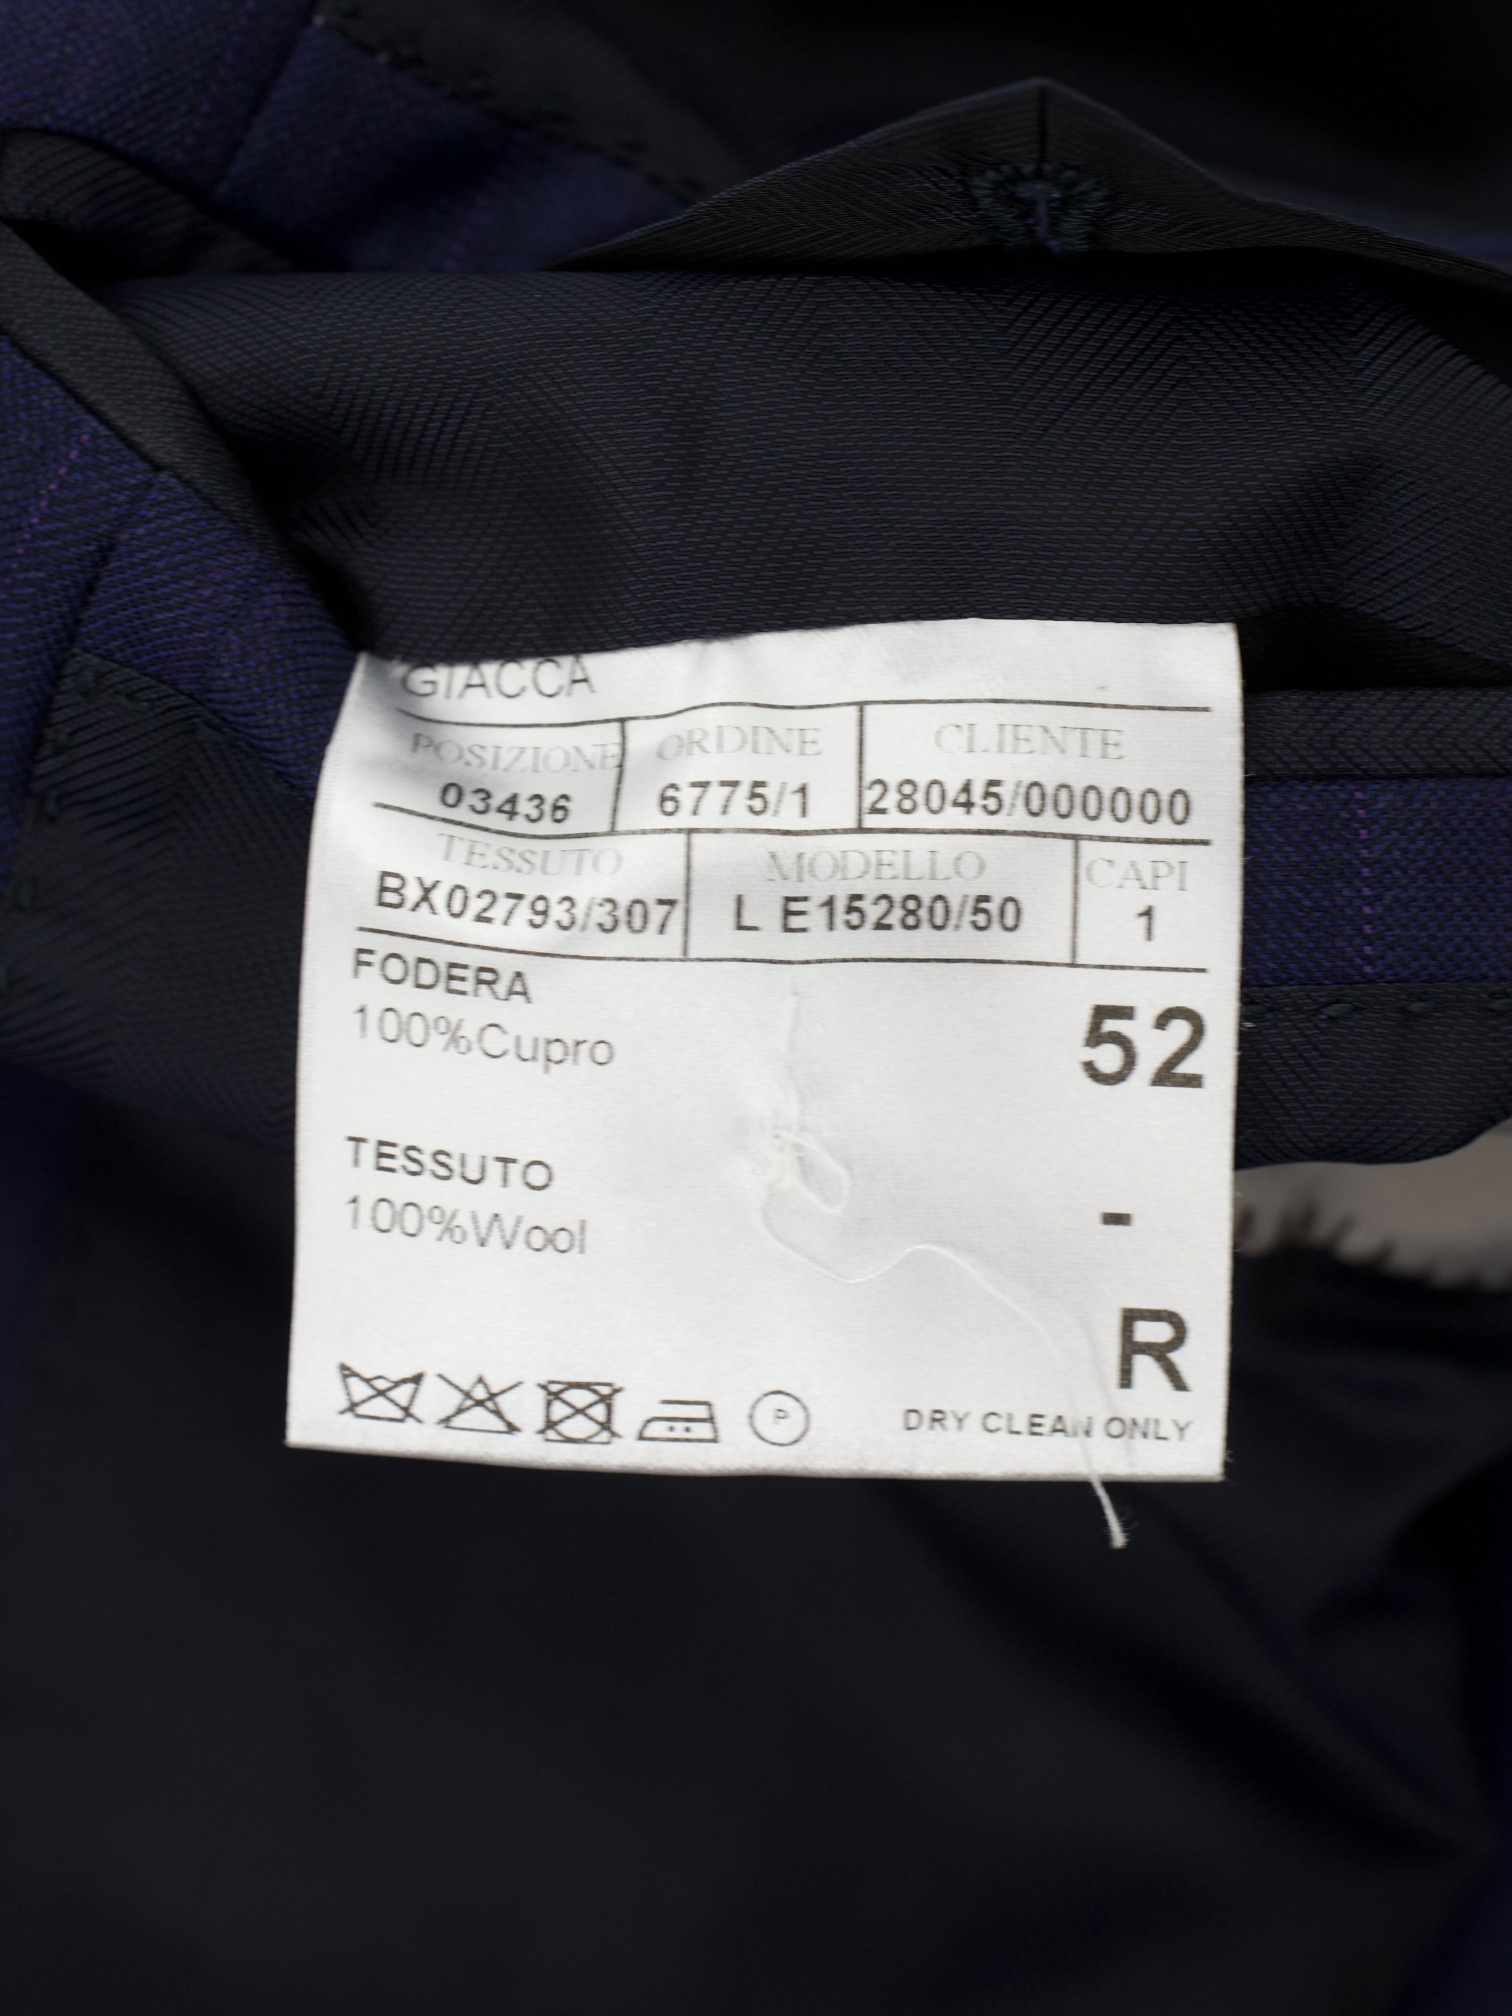 GIACCA
POSIZIONE ORDINE CLIENTE
03436 6775/1 28045/000000
TESSUTO MODELLO CAPI
BX02793/307 L E15280/50 1
FODERA
100%Cupro
52
TESSUTO
100%Wool
-
R
P
DRY CLEAN ONLY